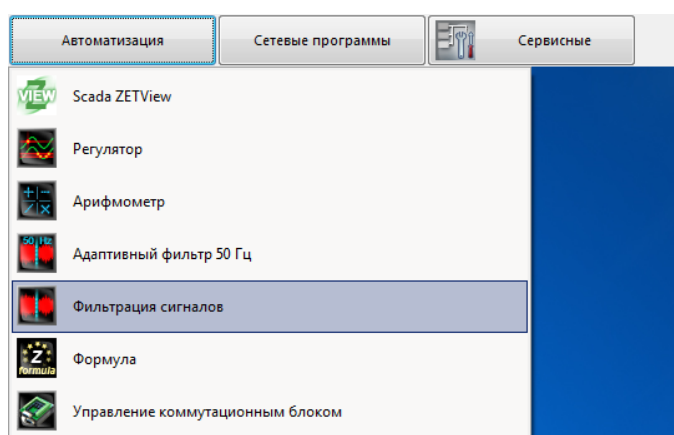 Автоматизация
Сетевые программы
Сервисные
VIEW
Scada ZETView
Регулятор
Арифмометр
50 Hz
Адаптивный фильтр 50 Гц
Фильтрация сигналов
Z
formula
Формула
Управление коммутационным блоком